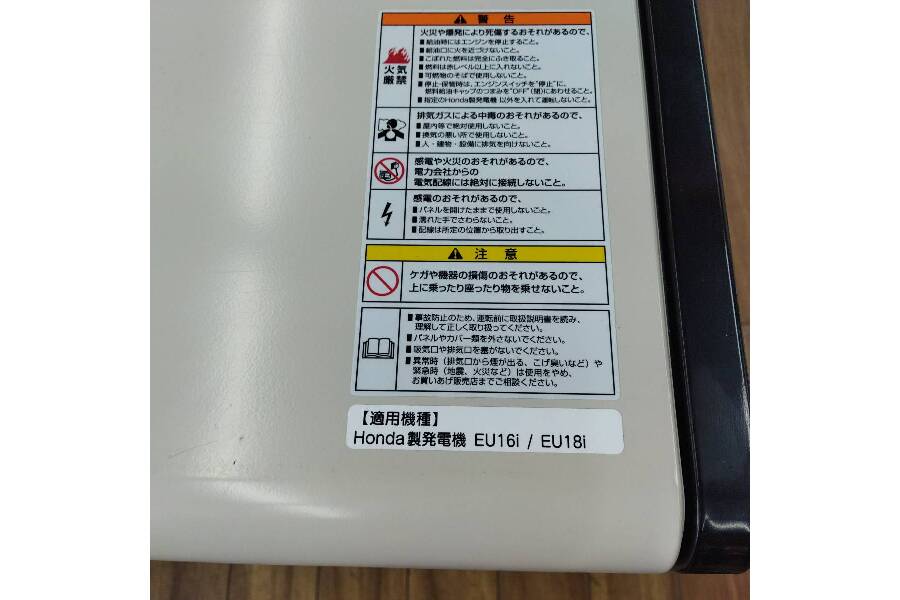 警告
火災や爆発により死傷するおそれがあるので、
■給油時にはエンジンを停止すること。
■給油口に火を近づけないこと。
■こぼれた燃料は完全にふき取ること。
■燃料は赤レベル以上に入れないこと。
■可燃物のそばで使用しないこと。
■停止・保管時は、エンジンスイッチを"停止"に、
燃料給油キャップのつまみを"OFF"(閉)にあわせること。
■指定のHonda製発電機 以外を入れて運転しないこと。
火気
厳禁
排気ガスによる中毒のおそれがあるので、
■屋内等で絶対使用しないこと。
■換気の悪い所で使用しないこと。
■人・建物・設備に排気を向けないこと。
感電や火災のおそれがあるので、
電力会社からの
電気配線には絶対に接続しないこと。
感電のおそれがあるので、
■パネルを開けたままで使用しないこと。
■濡れた手でさわらないこと。
■配線は所定の位置から取り出すこと。
注意
ケガや機器の損傷のおそれがあるので、
上に乗ったり座ったり物を乗せないこと。
■事故防止のため、運転前に取扱説明書を読み、
理解して正しく取り扱ってください。
■パネルやカバー類を外さないでください。
■吸気口や排気口を塞がないでください。
■異常時(排気口から煙が出る、こげ臭いなど)や
緊急時(地震、火災など)は使用をやめ、
お買いあげ販売店までご相談ください。
【適用機種】
Honda製発電機 EU16i / EU18i